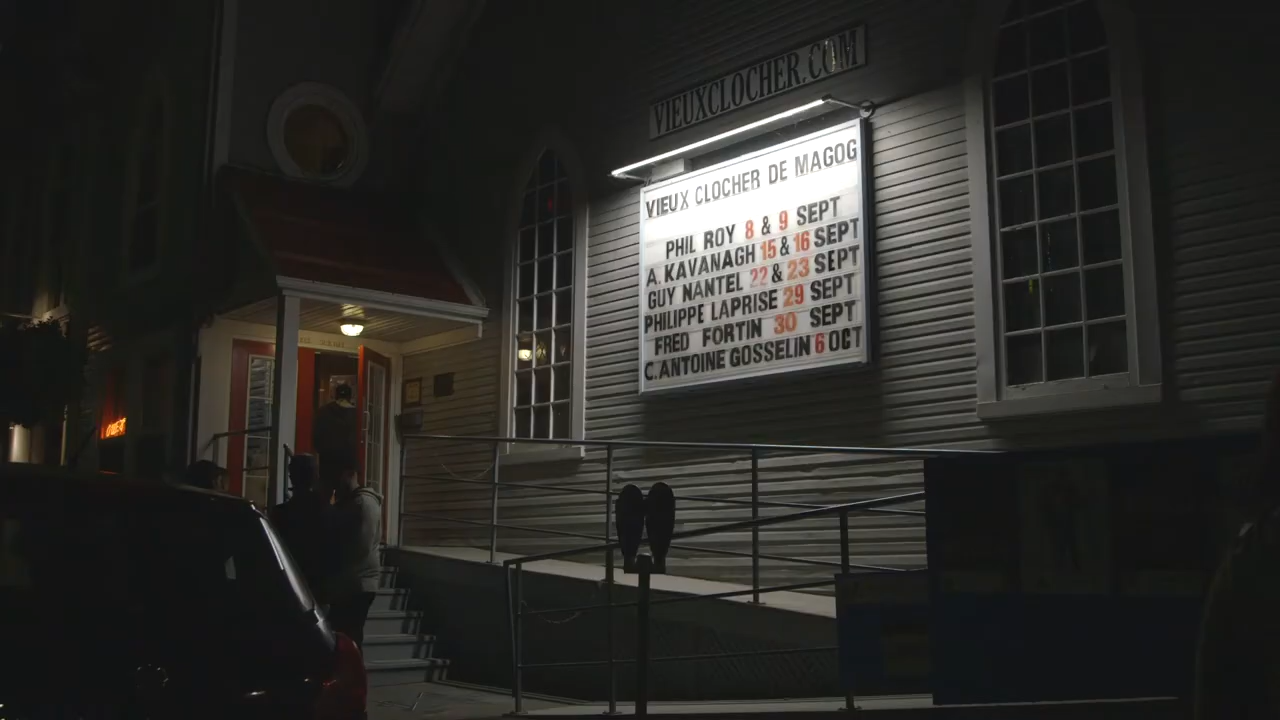 VIEUXCLOCHER.COM
VIEUX CLOCHER DE MAGOG
PHIL ROY 8 & 9 SEPT
A. KAVANAGH 15 & 16 SEPT
GUY NANTEL 22 & 23 SEPT
PHILIPPE LAPRISE 29 SEPT
FRED FORTIN 30 SEPT
C.ANTOINE GOSSELIN 6 OCT